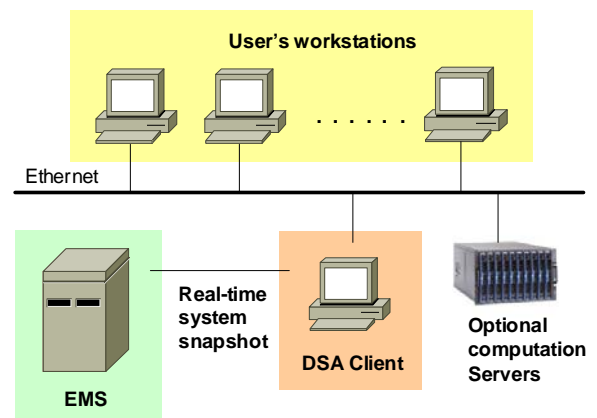 User's workstations
. . . . . .
Ethernet
Real-time
system
snapshot
EMS
DSA Client
Optional
computation
Servers